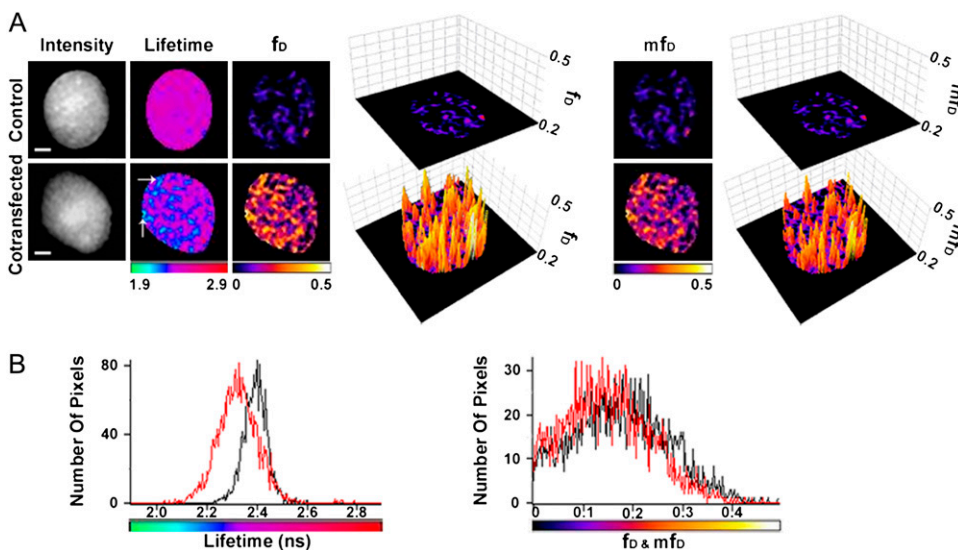 A
Intensity
Lifetime
fD
mfD
Control
Cotransfected
0.5
fD
0.2
0.5
mfD
0.2
0.5
fD
0.2
0.5
mfD
0.2
1.9 2.9
0 0.5
0 0.5
B
Number Of Pixels
80
40
0
2.0 2.2 2.4 2.6 2.8
Lifetime (ns)
Number Of Pixels
30
20
10
0
0 0.1 0.2 0.3 0.4
fD & mfD